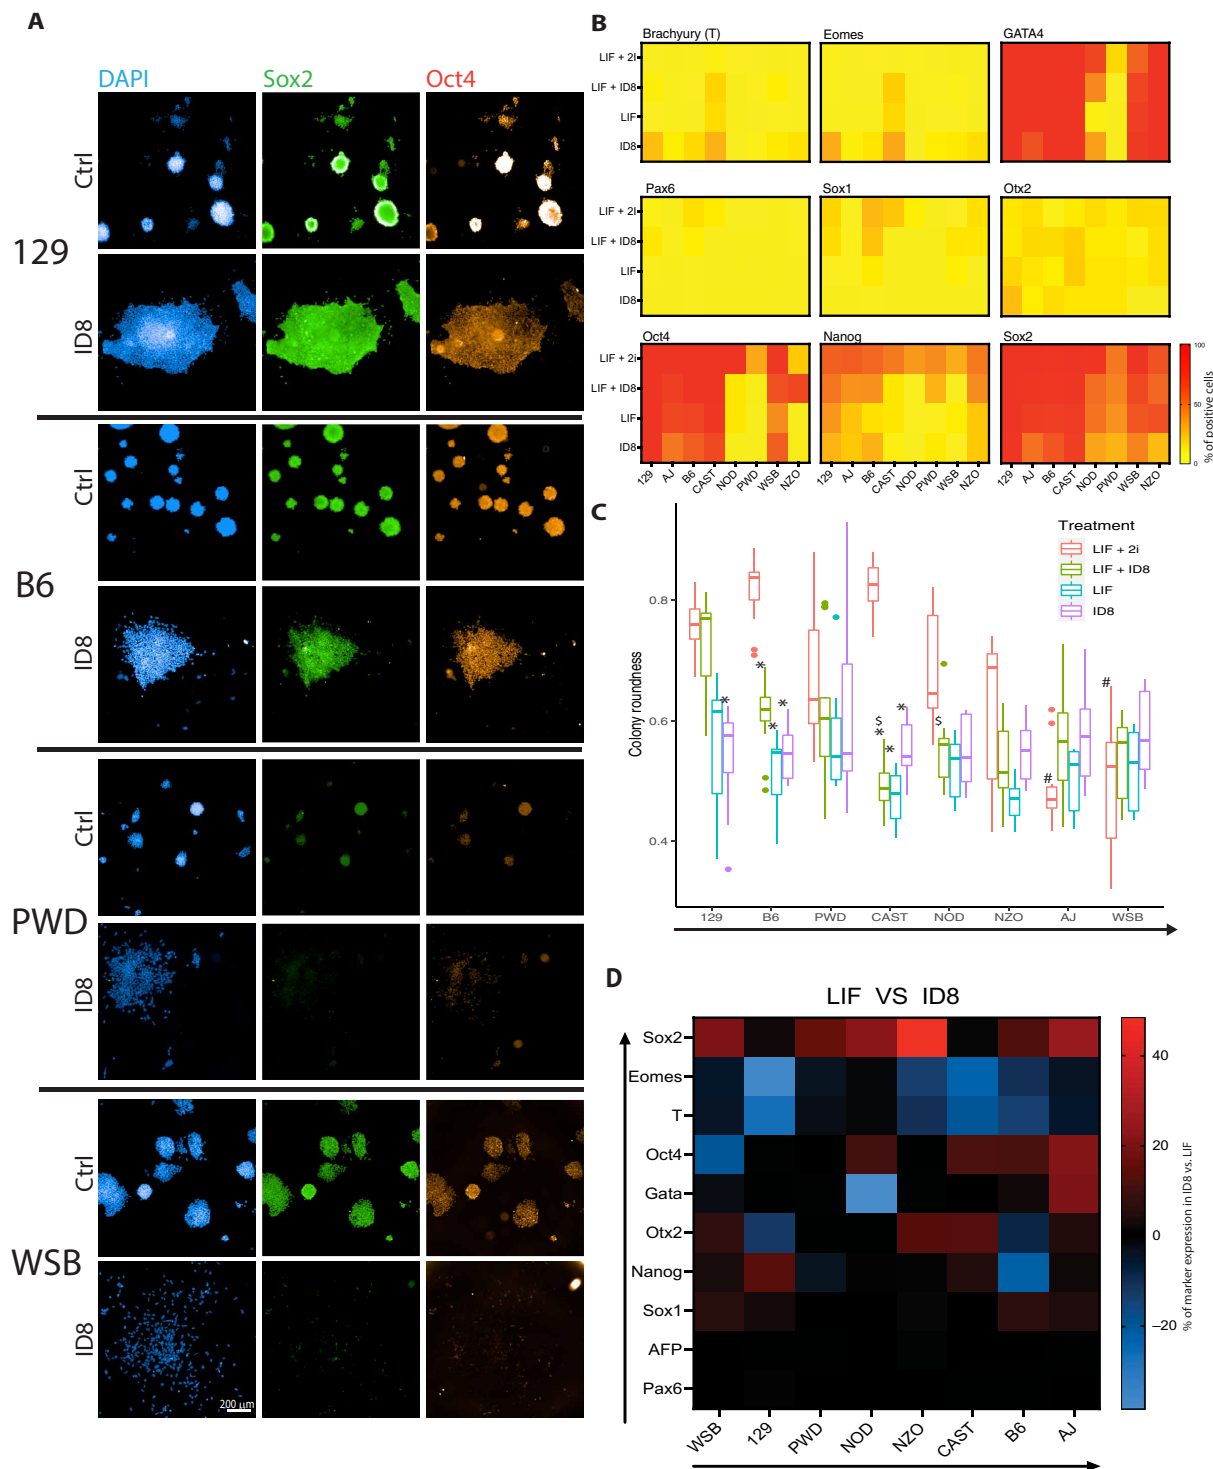 A
DAPI Sox2 Oct4
129
Ctrl
ID8
B6
Ctrl
ID8
PWD
Ctrl
ID8
WSB
Ctrl
ID8
200 µm
B
Brachyury (T) Eomes GATA4
LIF + 2i
LIF + ID8
LIF
ID8
Pax6 Sox1 Otx2
LIF + 2i
LIF + ID8
LIF
ID8
Oct4 Nanog Sox2
LIF + 2i
LIF + ID8
LIF
ID8
129 AJ B6 CAST NOD PWD WSB NZO
129 AJ B6 CAST NOD PWD WSB NZO
129 AJ B6 CAST NOD PWD WSB NZO
100
50
0
% of positive cells
C
Treatment
LIF + 2i
LIF + ID8
LIF
ID8
Colony roundness
0.8
0.6
0.4
* * * * $ * * * $ # #
129 B6 PWD CAST NOD NZO AJ WSB
D
LIF VS ID8
Sox2
Eomes
T
Oct4
Gata
Otx2
Nanog
Sox1
AFP
Pax6
WSB 129 PWD NOD NZO CAST B6 AJ
40
20
0
−20
% of marker expression in ID8 vs. LIF